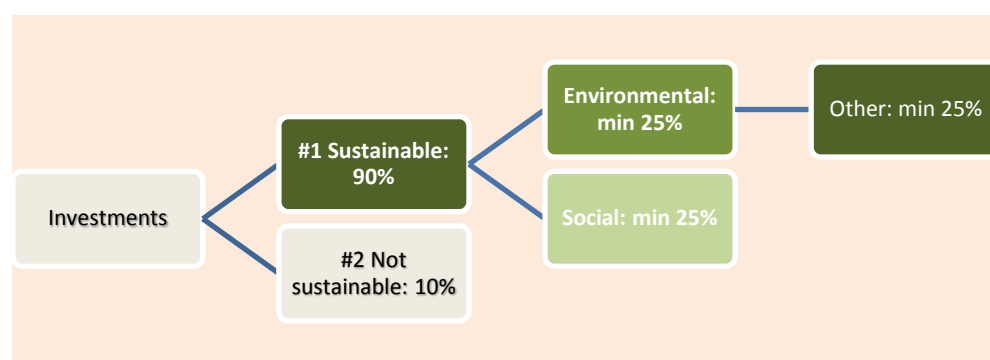 Investments
#1 Sustainable:
90%
#2 Not
sustainable: 10%
Environmental:
min 25%
Social: min 25%
Other: min 25%